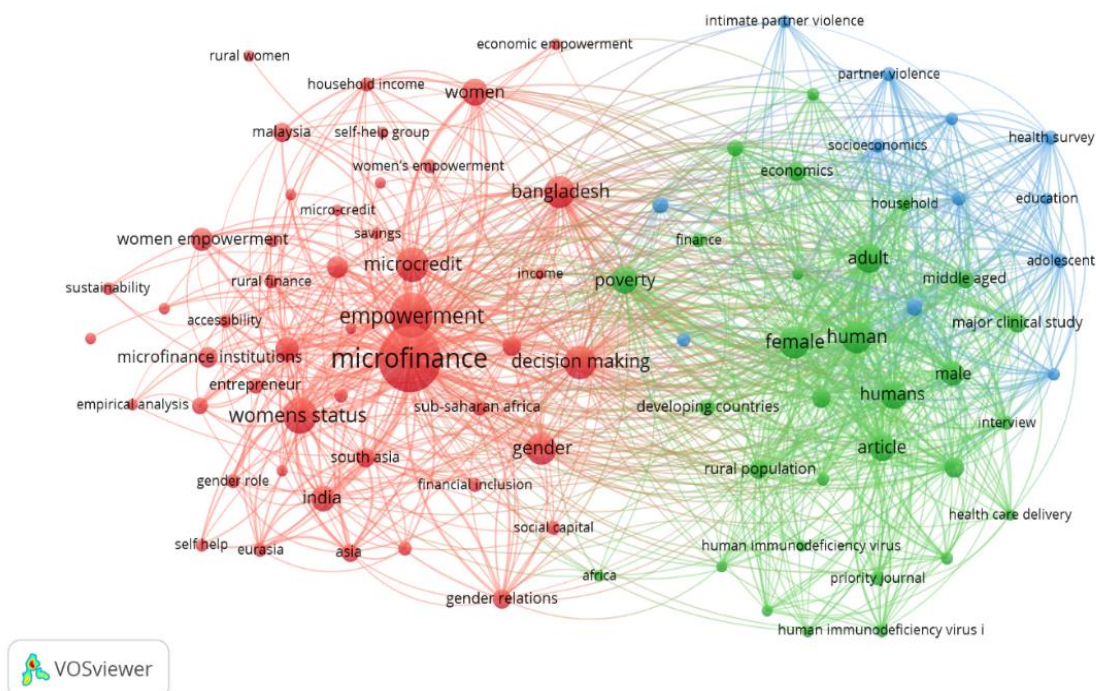 intimate partner violence
economic empowerment
rural women
partner violence
household income
women
malaysia
self-help group
health survey
socioeconomics
women's empowerment
economics
bangladesh
education
household
micro-credit
savings
women empowerment
finance
adult
adolescent
microcredit
income
middle aged
poverty
rural finance
sustainability
empowerment
accessibility
major clinical study
female
human
microfinance institutions
microfinance
decision making
male
entrepreneur
humans
empirical analysis
sub-saharan africa
developing countries
womens status
interview
gender
article
south asia
rural population
gender role
financial inclusion
india
health care delivery
social capital
self help
eurasia
asia
human immunodeficiency virus
africa
priority journal
gender relations
human immunodeficiency virus i
VOSviewer